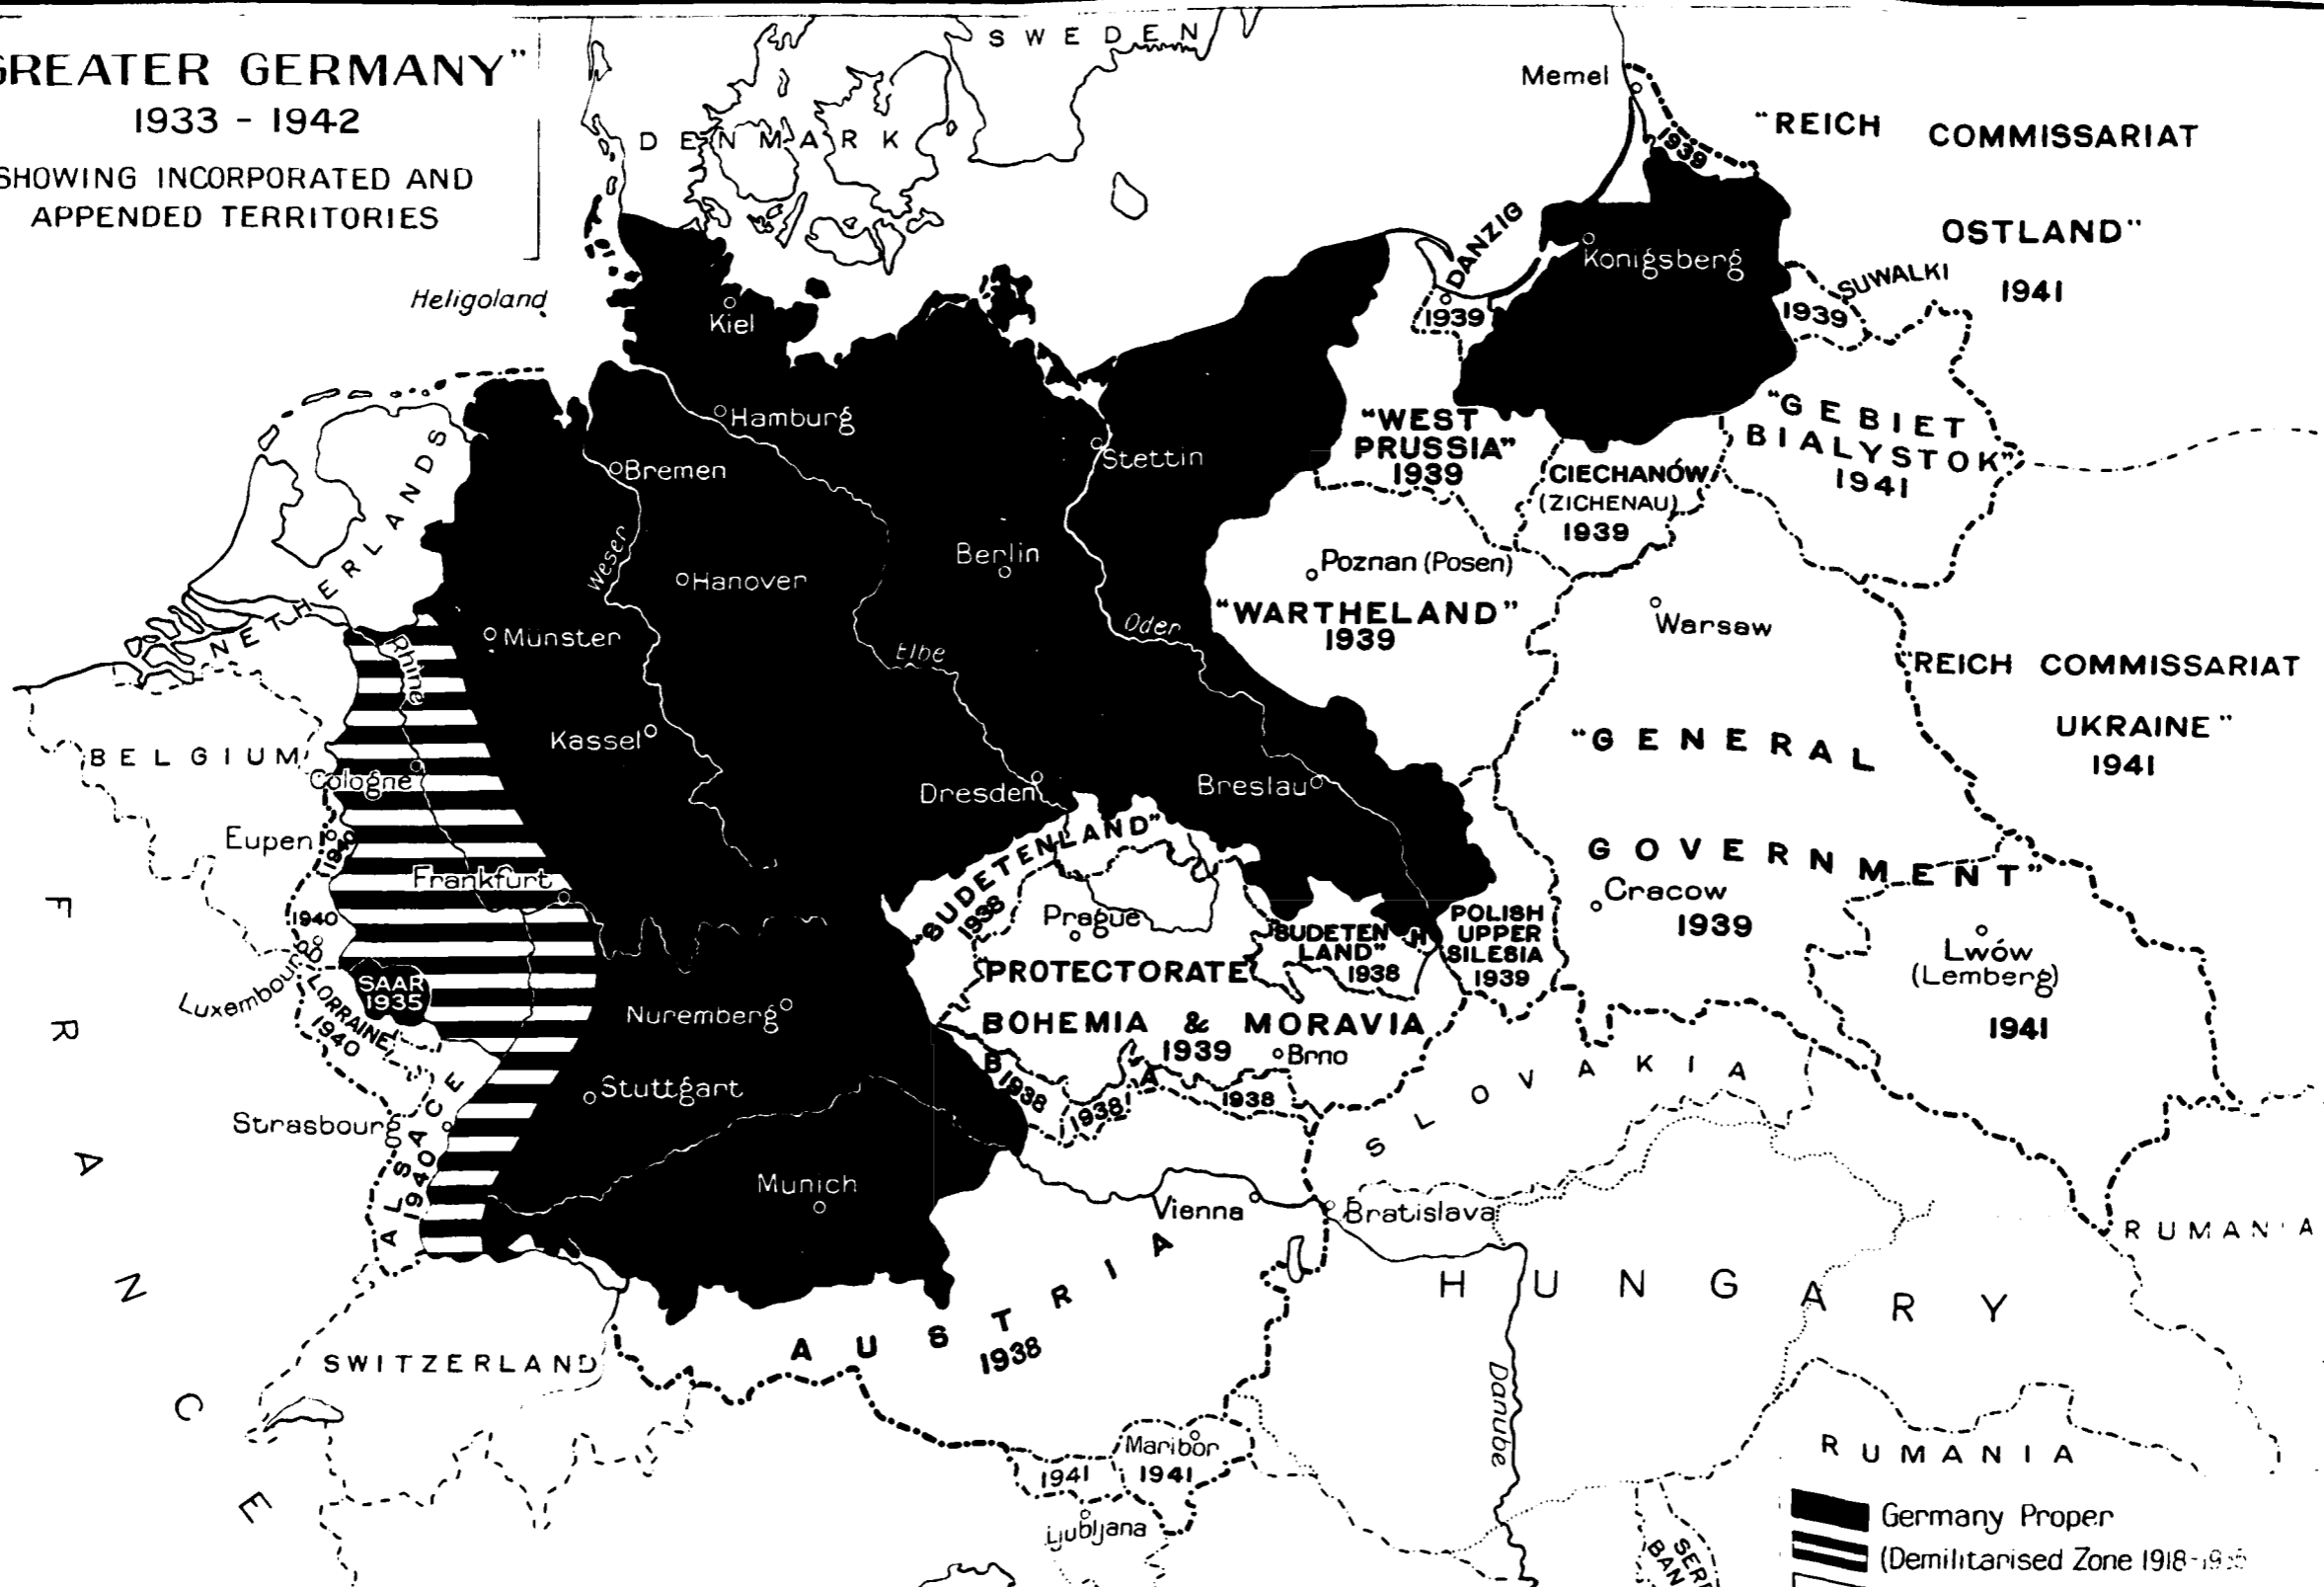 GREATER GERMANY"
1933 - 1942
SHOWING INCORPORATED AND
APPENDED TERRITORIES
SWEDEN
DENMARK
Memel
1939
"REICH COMMISSARIAT
OSTLAND"
1941
Heligoland
Kiel
DANZIG
1939
Konigsberg
SUWALKI
1939
Hamburg
Bremen
Stettin
"WEST
PRUSSIA"
1939
CIECHANÓW
(ZICHENAU)
1939
"GEBIET
BIALYSTOK"
1941
NETHERLANDS
Weser
Hanover
Berlin
Poznan (Posen)
"WARTHELAND"
1939
Warsaw
Münster
Rhine
Elbe
Oder
"REICH COMMISSARIAT
UKRAINE"
1941
BELGIUM
Cologne
Kassel
Dresden
Breslau
"GENERAL
GOVERNMENT"
Cracow
1939
Eupen
1940
Frankfurt
"SUDETENLAND"
1938
Prague
"SUDETEN
LAND"
1938
H
POLISH
UPPER
SILESIA
1939
Lwów
(Lemberg)
1941
1940
Luxembourg
SAAR
1935
LORRAINE
1940
Nuremberg
PROTECTORATE
BOHEMIA & MORAVIA
1939
Brno
B
1938
1938
A
1938
SLOVAKIA
Stuttgart
Strasbourg
ALSACE
1940
FRANCE
Munich
Vienna
Bratislava
HUNGARY
RUMANIA
AUSTRIA
1938
SWITZERLAND
Danube
Maribor
1941
1941
Ljubljana
RUMANIA
Germany Proper
(Demilitarised Zone 1918-